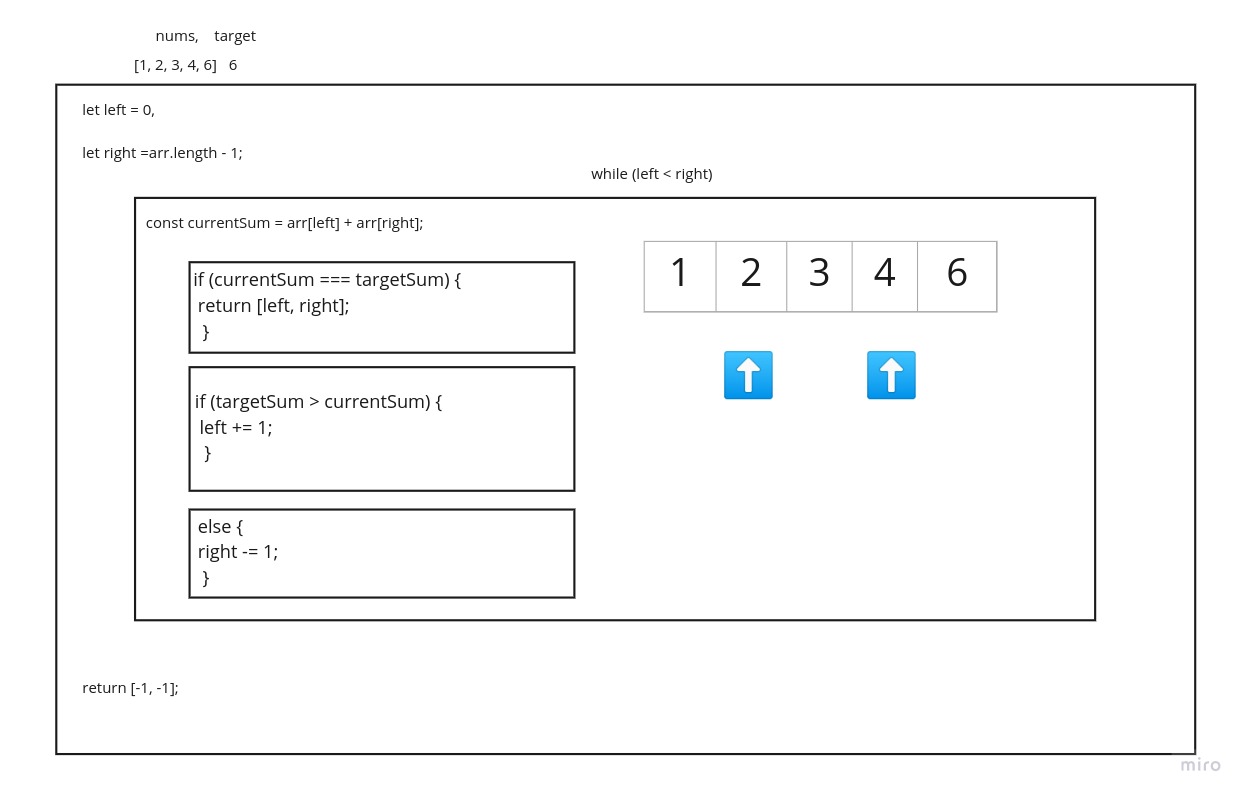 nums, target
[1, 2, 3, 4, 6] 6
let left = 0,
let right =arr.length - 1;
while (left < right)
const currentSum = arr[left] + arr[right];
if (currentSum === targetSum) {
return [left, right];
}
if (targetSum > currentSum) {
left += 1;
}
else {
right -= 1;
}
1 2 3 4 6
return [-1, -1];
miro